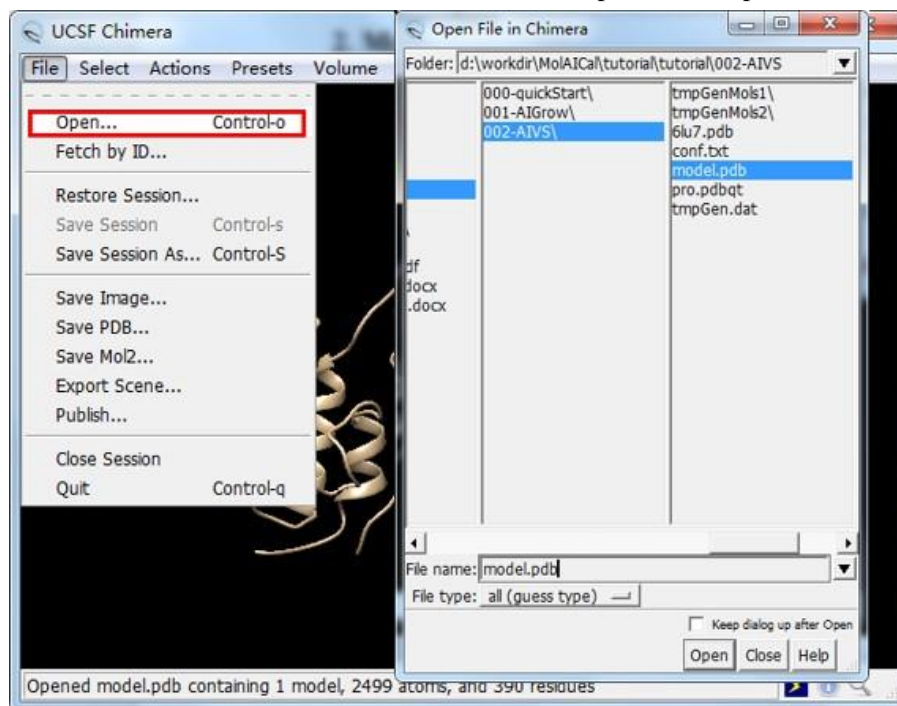 UCSF Chimera
File Select Actions Presets Volume
Open... Control-o
Fetch by ID...
Restore Session...
Save Session Control-s
Save Session As... Control-S
Save Image...
Save PDB...
Save Mol2...
Export Scene...
Publish...
Close Session
Quit Control-q
Open File in Chimera
Folder: d:\workdir\MolAICal\tutorial\tutorial\002-AIVS
000-quickStart\
001-AIGrow\
002-AIVS\
df
docx
.docx
tmpGenMols1\
tmpGenMols2\
6lu7.pdb
conf.txt
model.pdb
pro.pdbqt
tmpGen.dat
File name: model.pdb
File type: all (guess type)
Keep dialog up after Open
Open Close Help
Opened model.pdb containing 1 model, 2499 atoms, and 390 residues